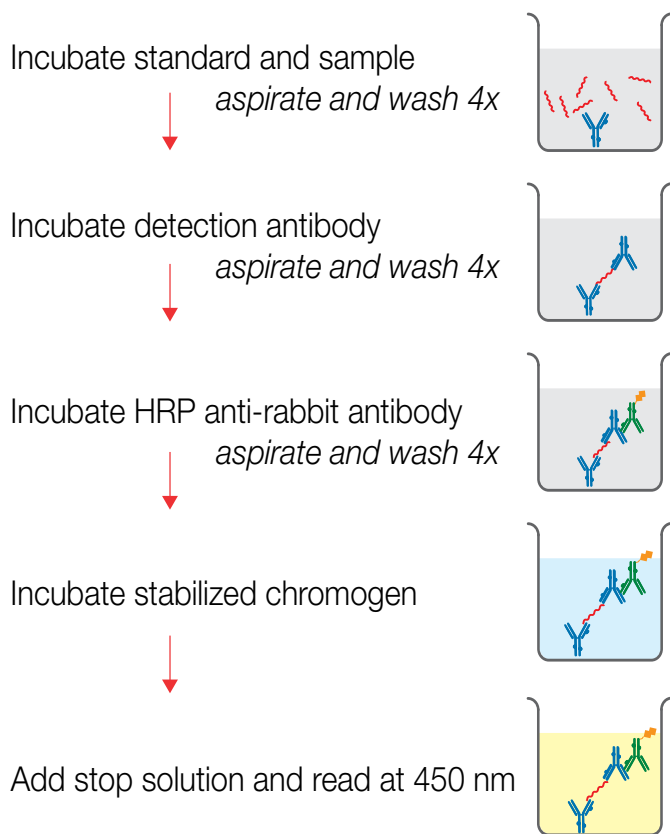 Incubate standard and sample
aspirate and wash 4x
Incubate detection antibody
aspirate and wash 4x
Incubate HRP anti-rabbit antibody
aspirate and wash 4x
Incubate stabilized chromogen
Add stop solution and read at 450 nm